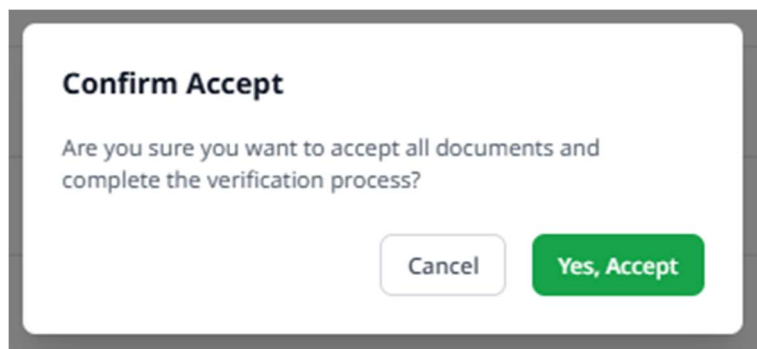 Confirm Accept
Are you sure you want to accept all documents and
complete the verification process?
Cancel
Yes, Accept